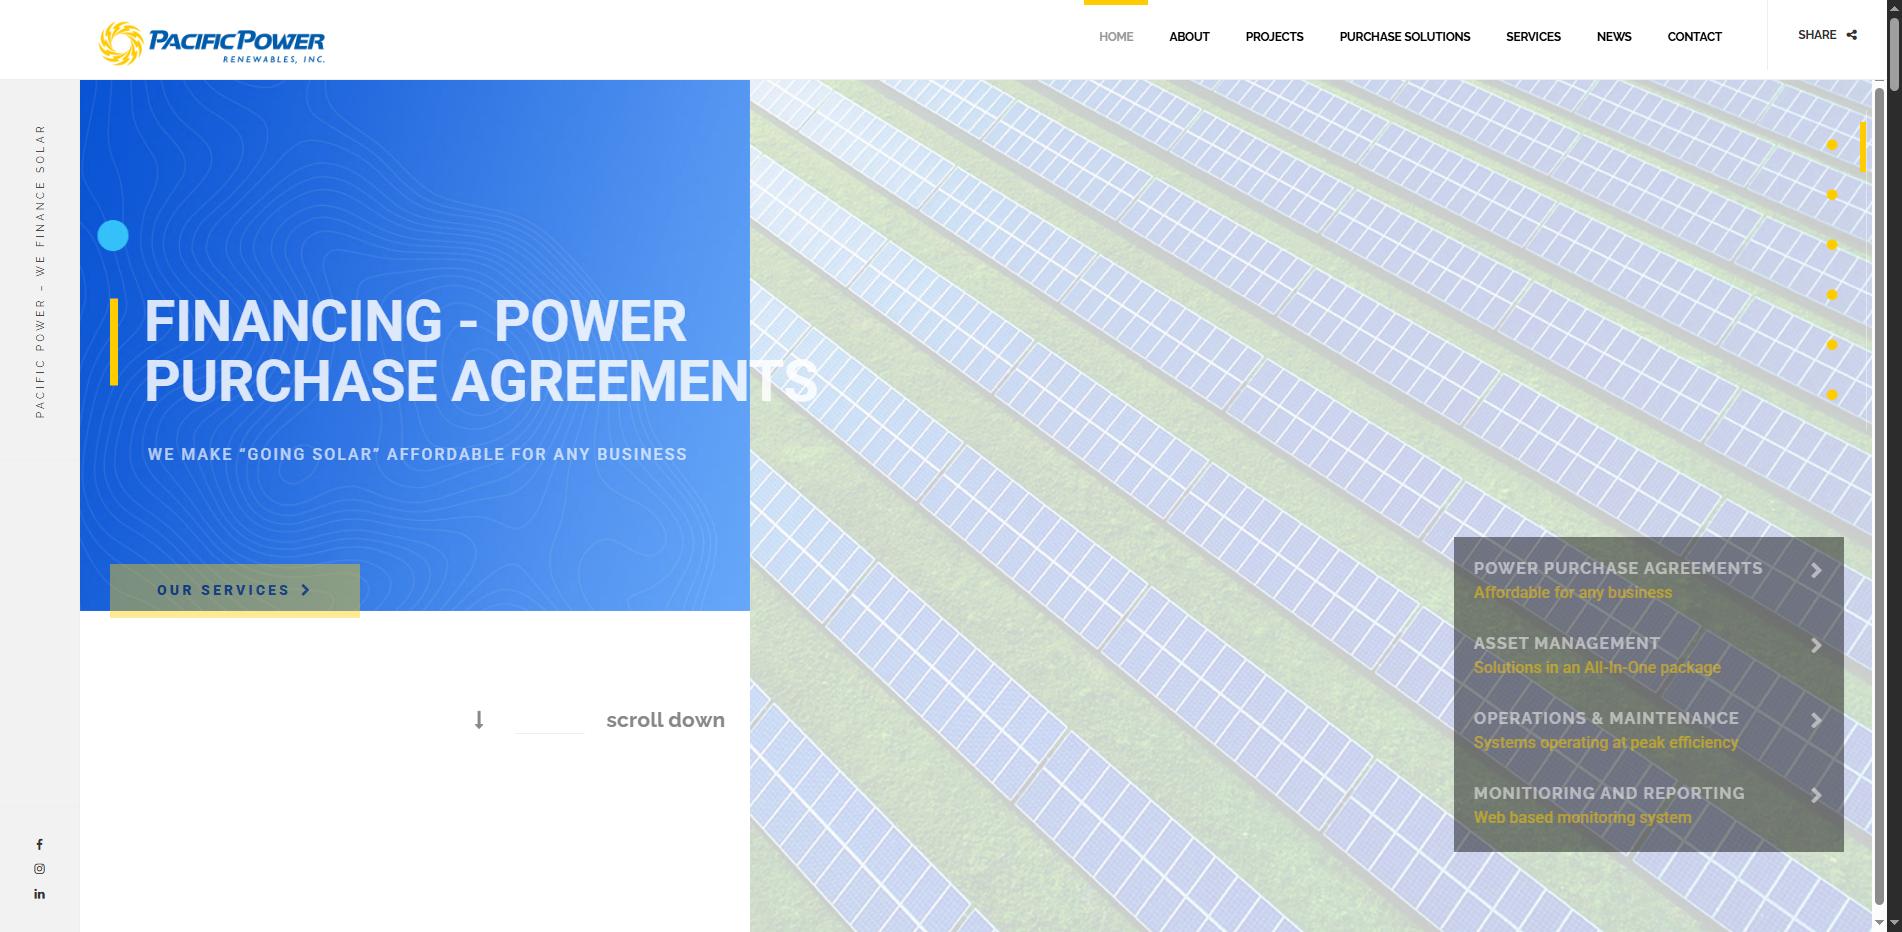 PACIFIC POWER
RENEWABLES, INC.
HOME ABOUT PROJECTS PURCHASE SOLUTIONS SERVICES NEWS CONTACT SHARE
PACIFIC POWER – WE FINANCE SOLAR
FINANCING - POWER
PURCHASE AGREEMENTS
WE MAKE “GOING SOLAR” AFFORDABLE FOR ANY BUSINESS
OUR SERVICES
scroll down
POWER PURCHASE AGREEMENTS
Affordable for any business
ASSET MANAGEMENT
Solutions in an All-In-One package
OPERATIONS & MAINTENANCE
Systems operating at peak efficiency
MONITIORING AND REPORTING
Web based monitoring system